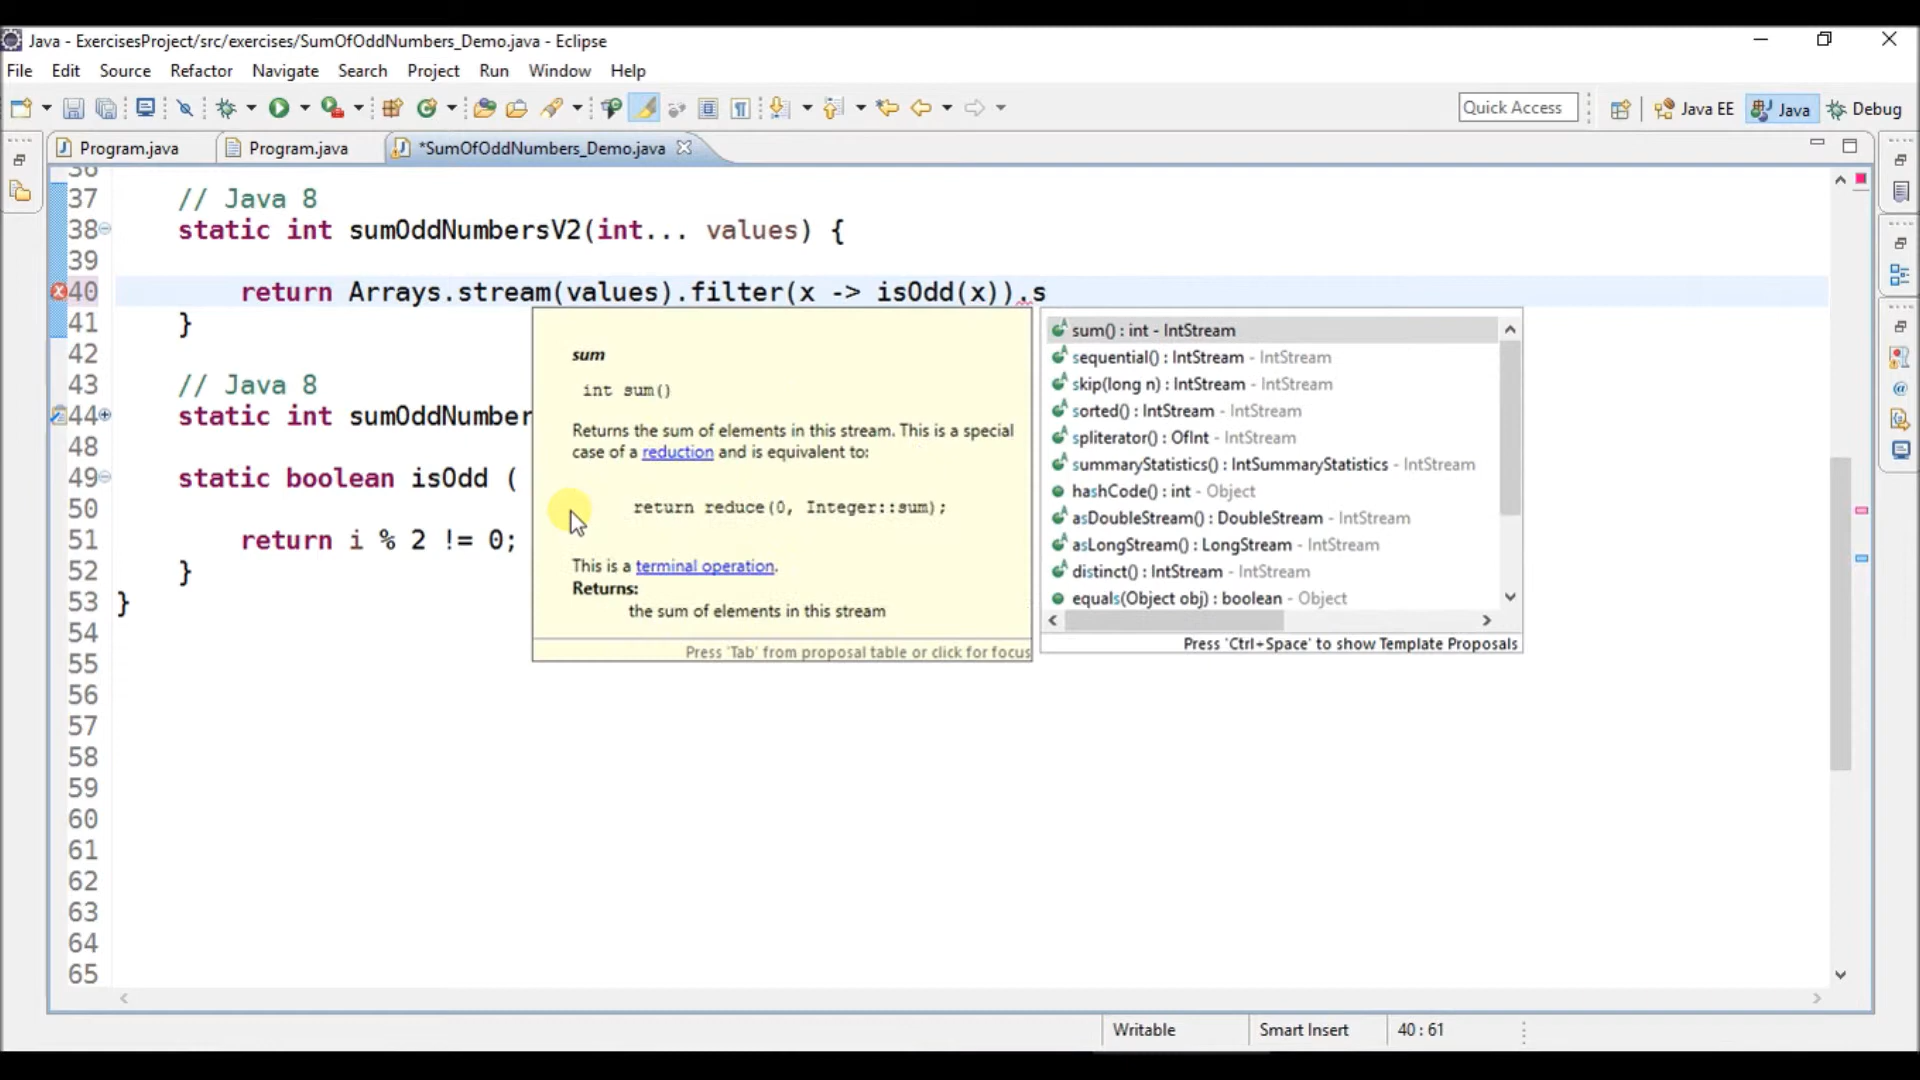 Java - ExercisesProject/src/exercises/SumOfOddNumbers_Demo.java - Eclipse
File Edit Source Refactor Navigate Search Project Run Window Help
Quick Access Java EE Java Debug
Program.java Program.java *SumOfOddNumbers_Demo.java
36
37 // Java 8
38 static int sumOddNumbersV2(int... values) {
39
40 return Arrays.stream(values).filter(x -> isOdd(x)).s
41 }
42
43 // Java 8
44 static int sumOddNumber
48
49 static boolean isOdd (
50
51 return i % 2 != 0;
52 }
53 }
54
55
56
57
58
59
60
61
62
63
64
65
sum
int sum()
Returns the sum of elements in this stream. This is a special
case of a reduction and is equivalent to:
return reduce(0, Integer::sum);
This is a terminal operation.
Returns:
the sum of elements in this stream
Press 'Tab' from proposal table or click for focus
sum() : int - IntStream
sequential() : IntStream - IntStream
skip(long n) : IntStream - IntStream
sorted() : IntStream - IntStream
spliterator() : OfInt - IntStream
summaryStatistics() : IntSummaryStatistics - IntStream
hashCode() : int - Object
asDoubleStream() : DoubleStream - IntStream
asLongStream() : LongStream - IntStream
distinct() : IntStream - IntStream
equals(Object obj) : boolean - Object
Press 'Ctrl+Space' to show Template Proposals
Writable Smart Insert 40 : 61